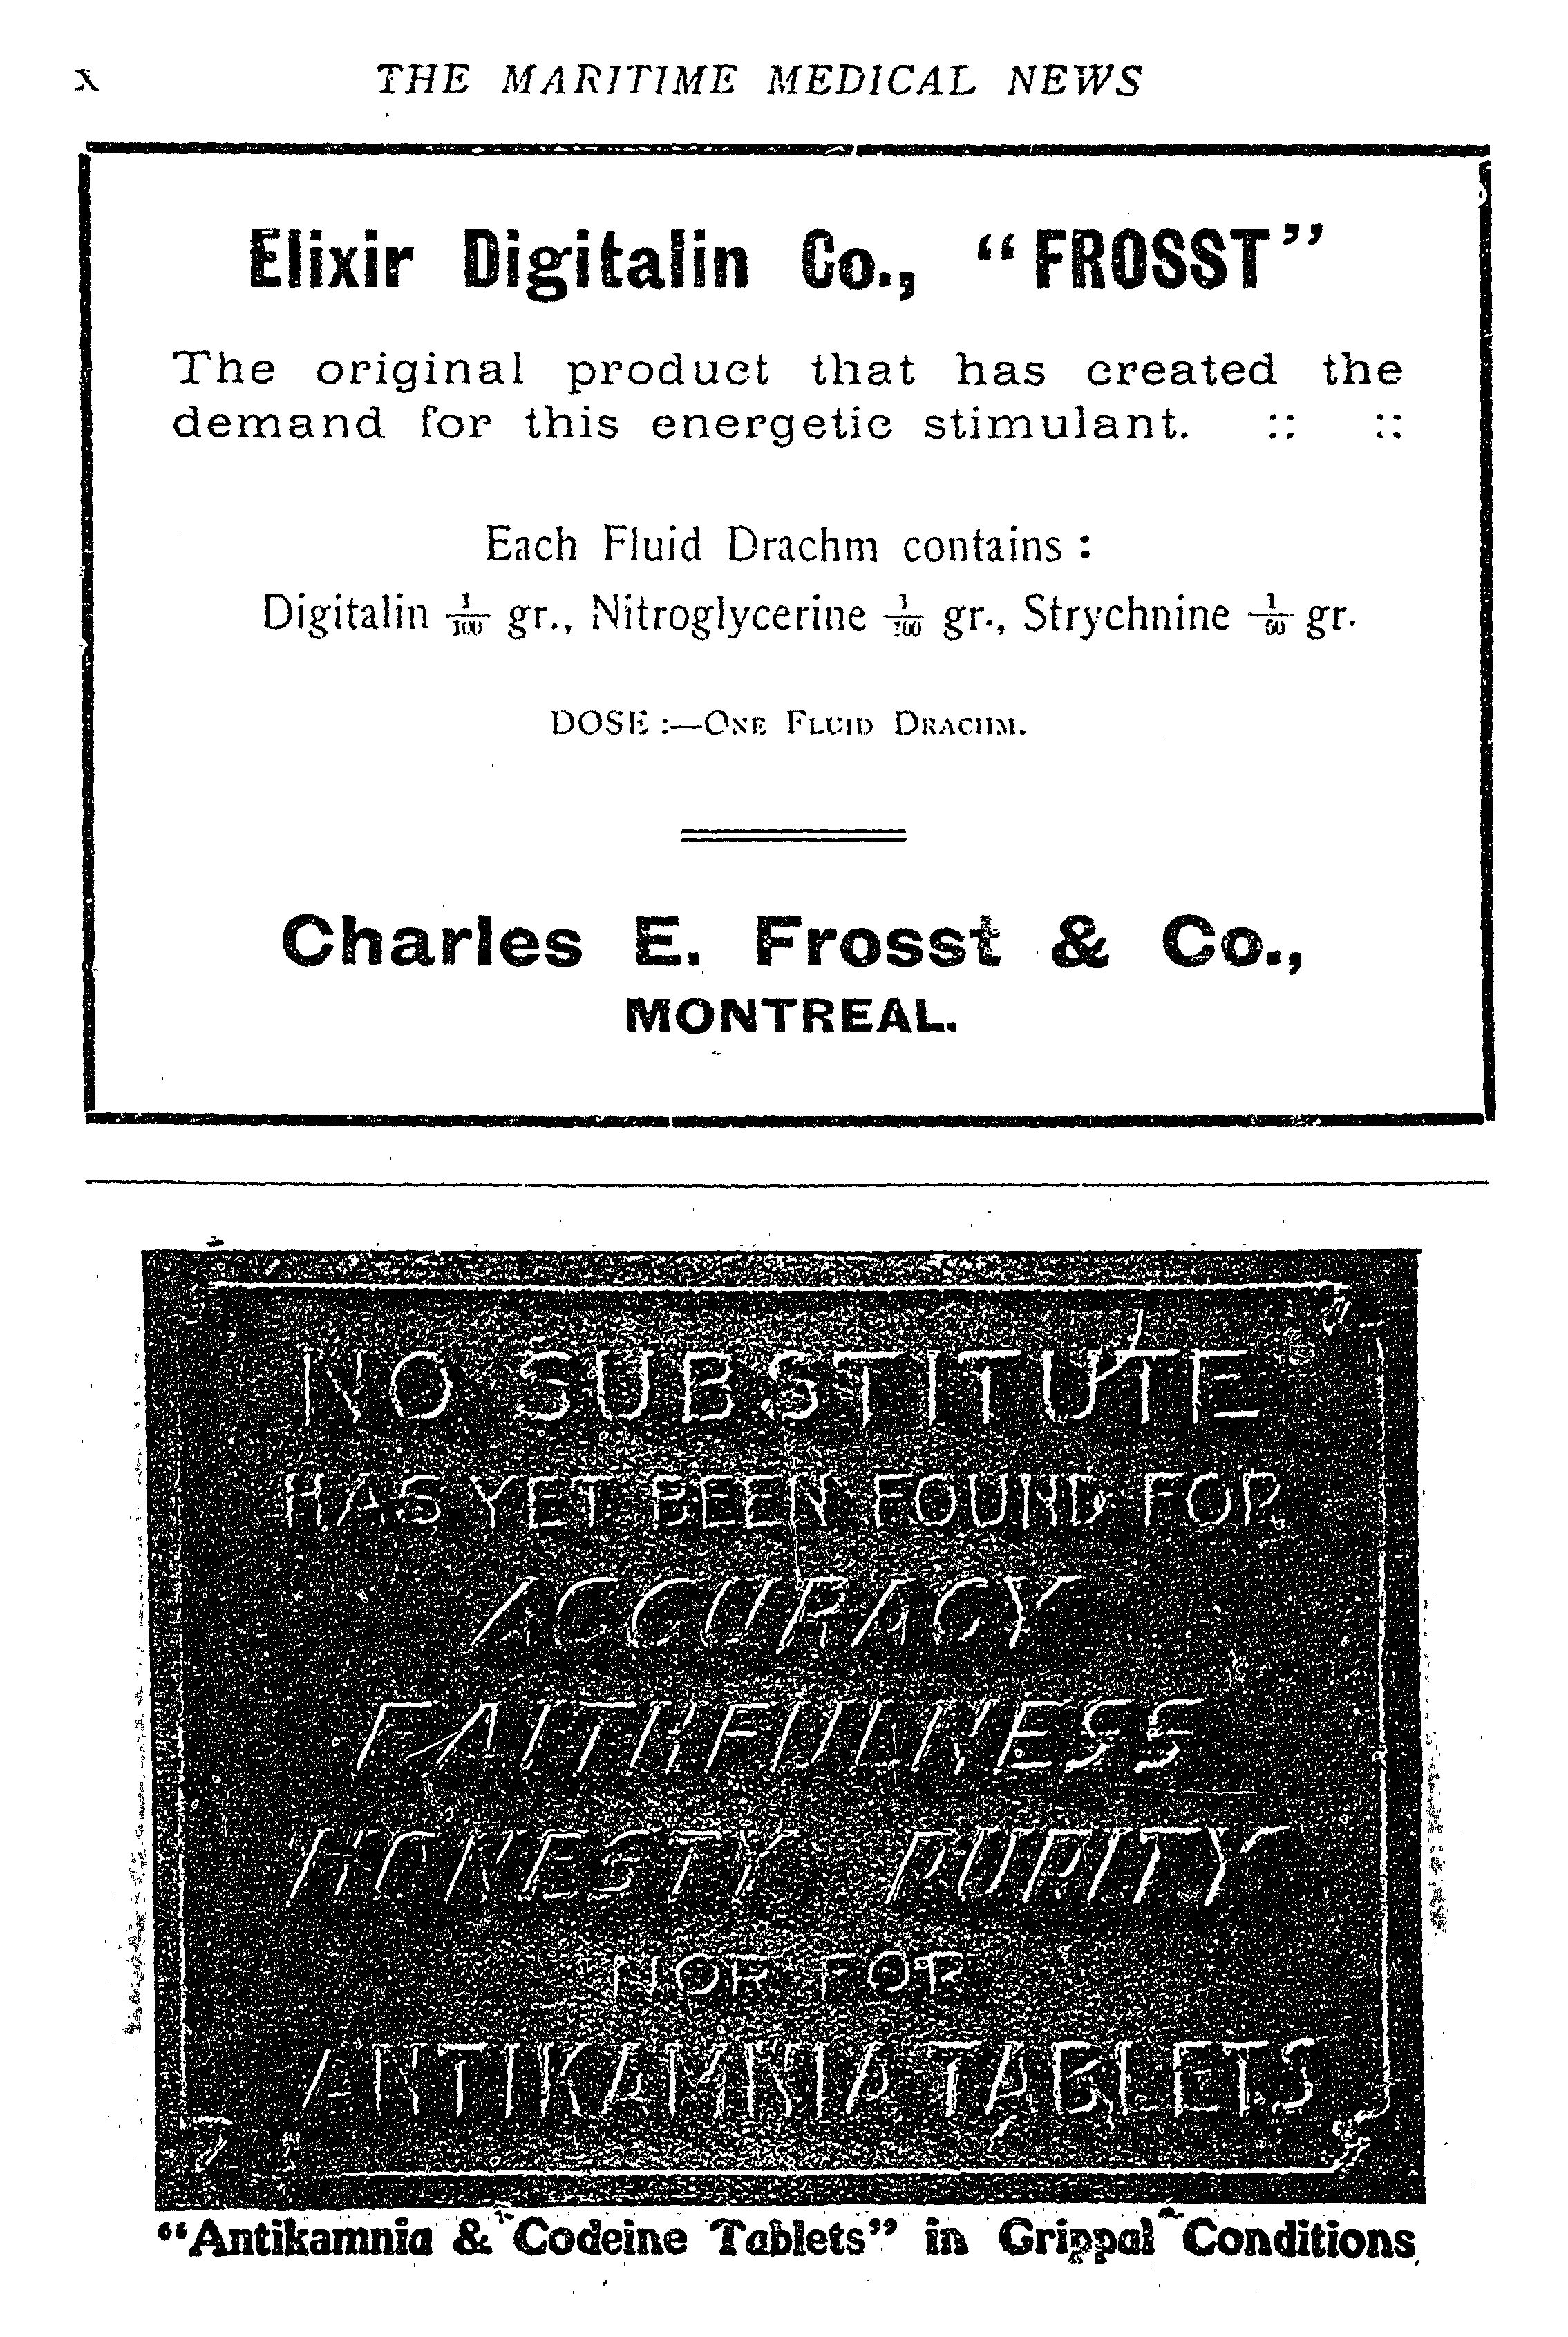 x THE MARITIME MEDICAL NEWS
Elixir Digitalin Co., "FROSST"
The original product that has created the
demand for this energetic stimulant. :: ::
Each Fluid Drachm contains :
Digitalin 1/100 gr., Nitroglycerine 1/100 gr., Strychnine 1/60 gr.
DOSE :—ONE FLUID DRACHM.
Charles E. Frosst & Co.,
MONTREAL.
NO SUBSTITUTE
HAS YET BEEN FOUND FOR
ACCURACY
FAITHFULNESS
HONESTY PURITY
NOR FOR
ANTIKAMNIA TABLETS
"Antikamnia & Codeine Tablets" in Grippal Conditions